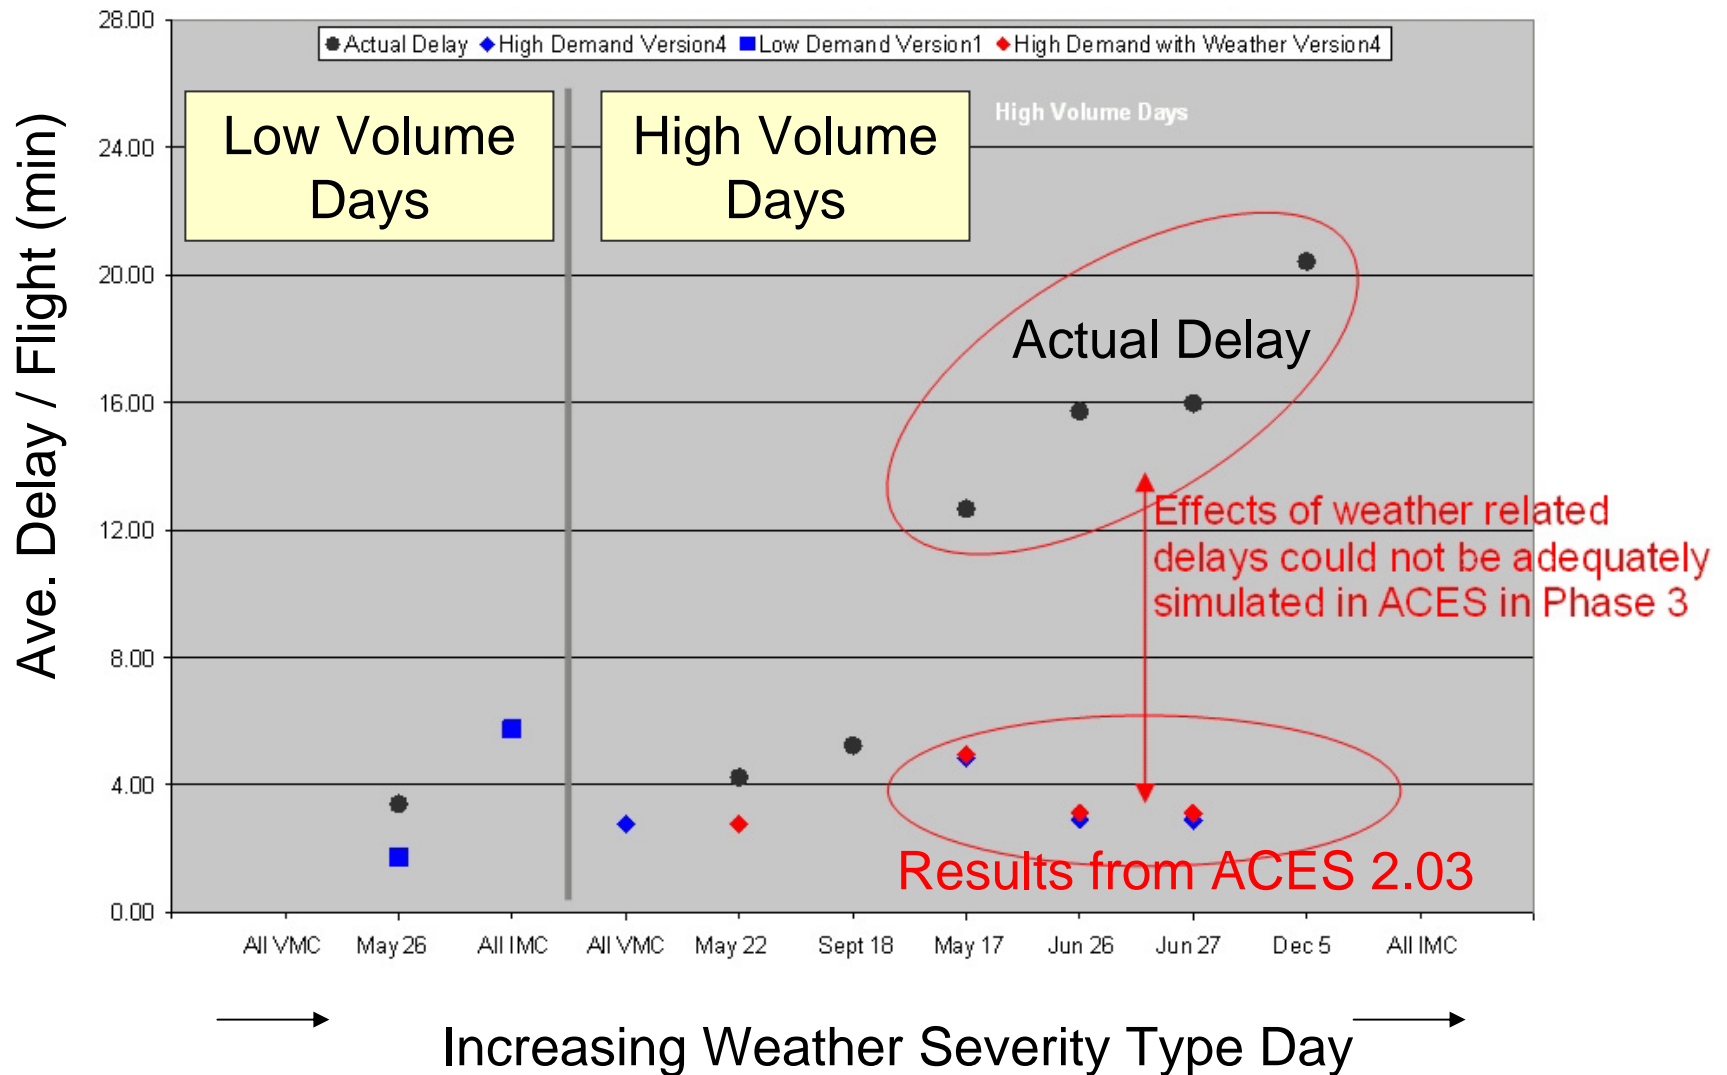 28.00
Actual Delay High Demand Version4 Low Demand Version1 High Demand with Weather Version4
Low Volume
Days
High Volume
Days
High Volume Days
24.00
20.00
16.00
12.00
8.00
4.00
0.00
Ave. Delay / Flight (min)
Actual Delay
Effects of weather related
delays could not be adequately
simulated in ACES in Phase 3
Results from ACES 2.03
All VMC May 26 All IMC All VMC May 22 Sept 18 May 17 Jun 26 Jun 27 Dec 5 All IMC
Increasing Weather Severity Type Day